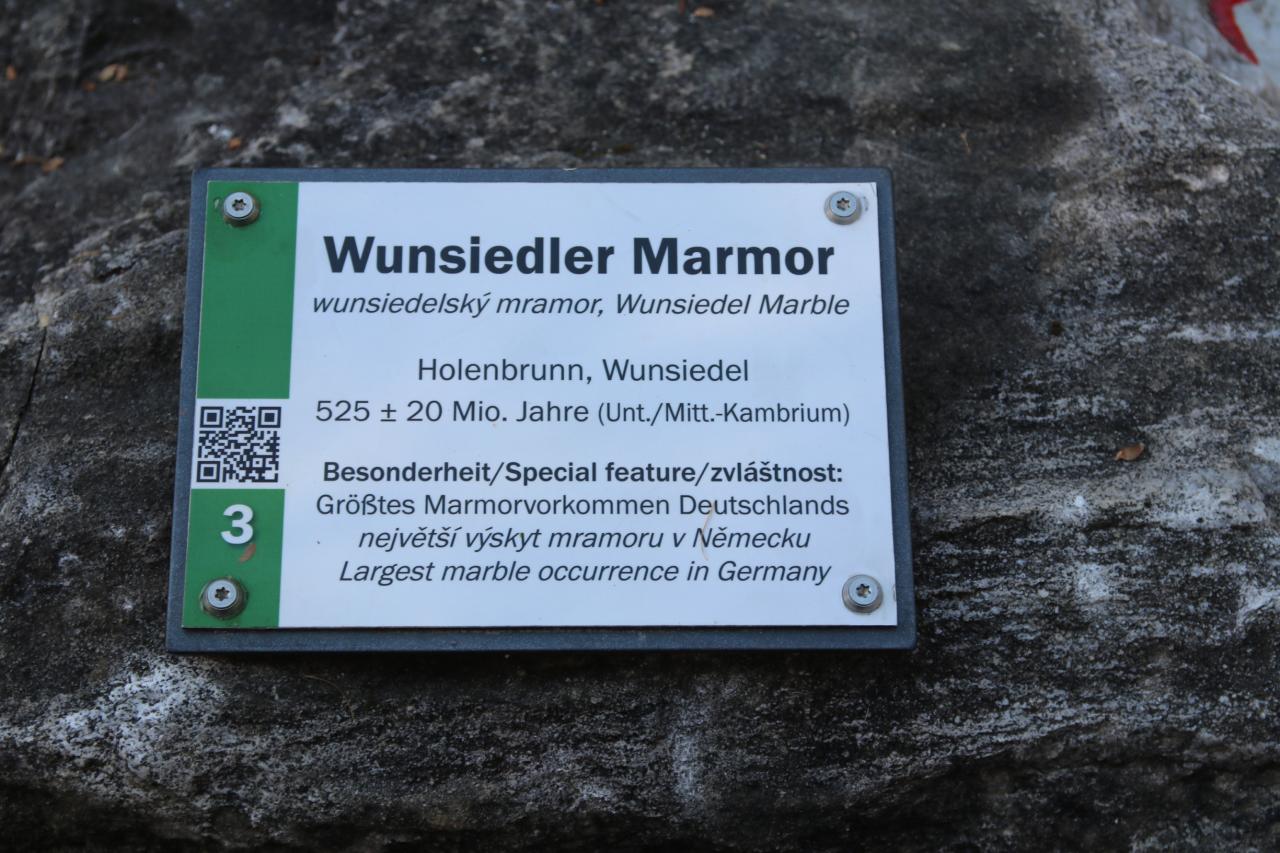 Wunsiedler Marmor
wunsiedelský mramor, Wunsiedel Marble
Holenbrunn, Wunsiedel
525 ± 20 Mio. Jahre (Unt./Mitt.-Kambrium)
Besonderheit/Special feature/zvláštnost:
Größtes Marmorvorkommen Deutschlands
největší výskyt mramoru v Německu
Largest marble occurrence in Germany
3